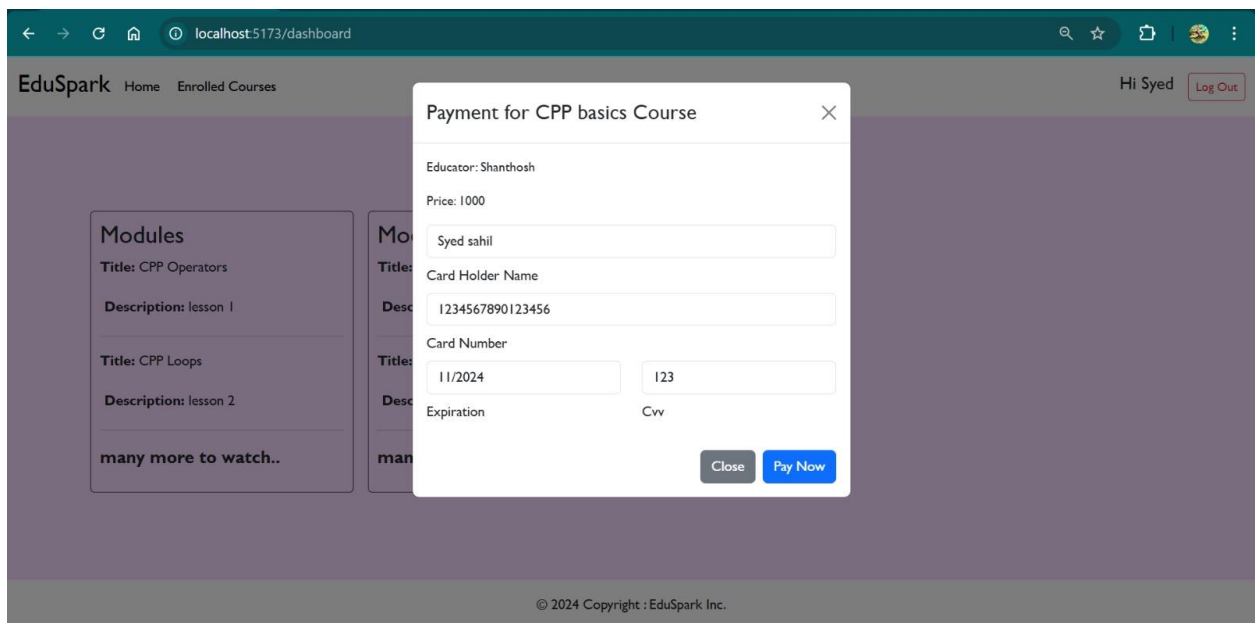 localhost:5173/dashboard
EduSpark Home Enrolled Courses
Hi Syed Log Out
Payment for CPP basics Course
Educator: Shanthosh
Price: 1000
Syed sahil
Card Holder Name
1234567890123456
Card Number
11/2024 123
Expiration Cvv
Close Pay Now
Modules
Title: CPP Operators
Description: lesson 1
Title: CPP Loops
Description: lesson 2
many more to watch..
Title:
Title:
© 2024 Copyright : EduSpark Inc.